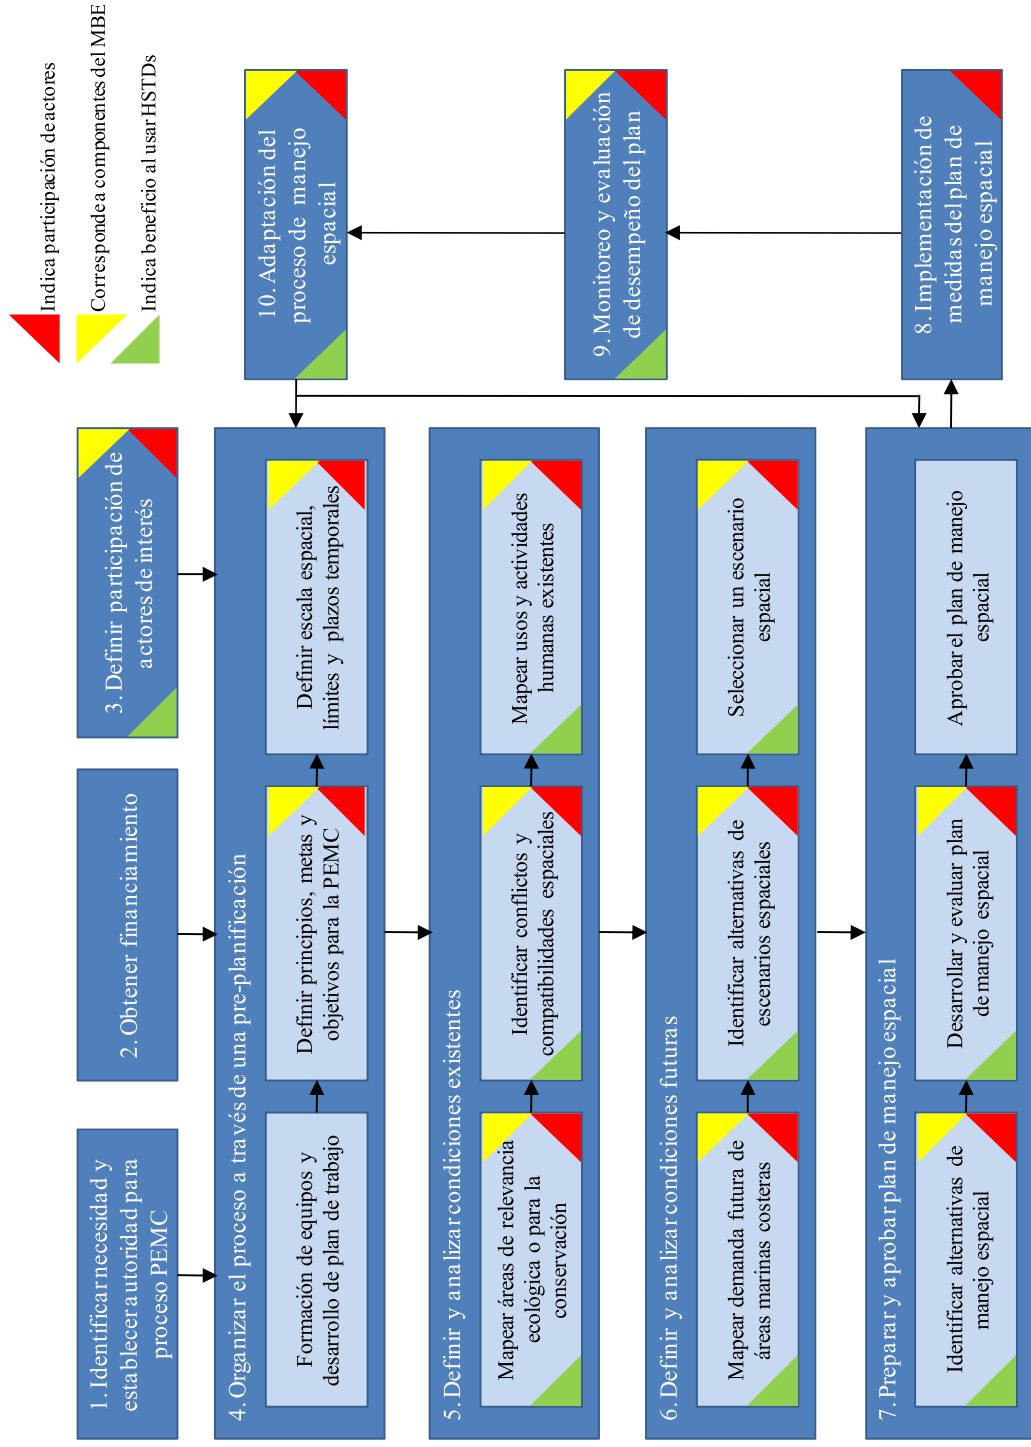 Indica participación de actores
Corresponde a componentes del MBE
Indica beneficio al usar HSTDs
1. Identificar necesidad y
establecer autoridad para
proceso PEMC
2. Obtener financiamiento
3. Definir participación de
actores de interés
4. Organizar el proceso a través de una pre-planificación
Formación de equipos y
desarrollo de plan de trabajo
Definir principios, metas y
objetivos para la PEMC
Definir escala espacial,
límites y plazos temporales
5. Definir y analizar condiciones existentes
Mapear áreas de relevancia
ecológica o para la
conservación
Identificar conflictos y
compatibilidades espaciales
Mapear usos y actividades
humanas existentes
6. Definir y analizar condiciones futuras
Mapear demanda futura de
áreas marinas costeras
Identificar alternativas de
escenarios espaciales
Seleccionar un escenario
espacial
7. Preparar y aprobar plan de manejo espacial
Identificar alternativas de
manejo espacial
Desarrollar y evaluar plan
de manejo espacial
Aprobar el plan de manejo
espacial
8. Implementación de
medidas del plan de
manejo espacial
9. Monitoreo y evaluación
de desempeño del plan
10. Adaptación del
proceso de manejo
espacial